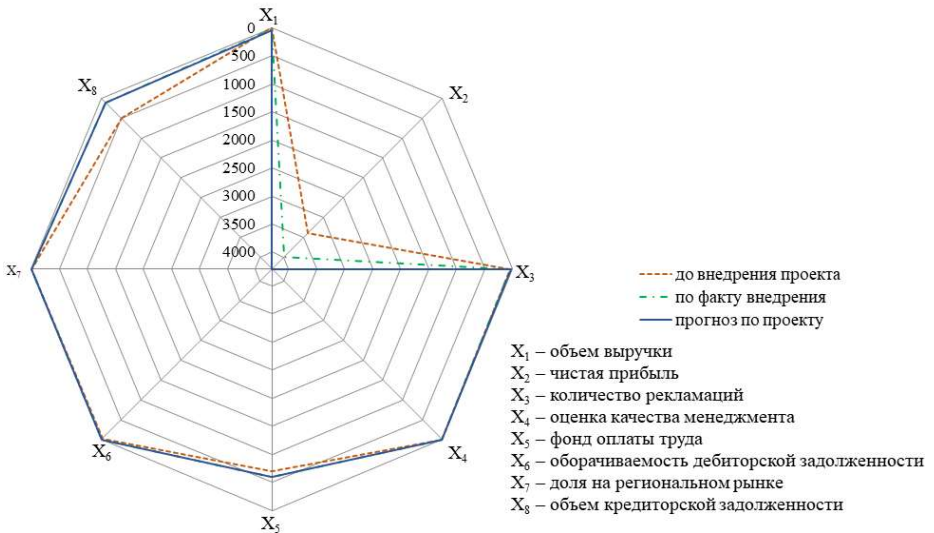 X₁
0
500
1000
1500
2000
2500
3000
3500
4000
X₂
X₈
X₇
X₃
X₆
X₄
X₅
до внедрения проекта
по факту внедрения
прогноз по проекту
X₁ – объем выручки
X₂ – чистая прибыль
X₃ – количество рекламаций
X₄ – оценка качества менеджмента
X₅ – фонд оплаты труда
X₆ – оборачиваемость дебиторской задолженности
X₇ – доля на региональном рынке
X₈ – объем кредиторской задолженности